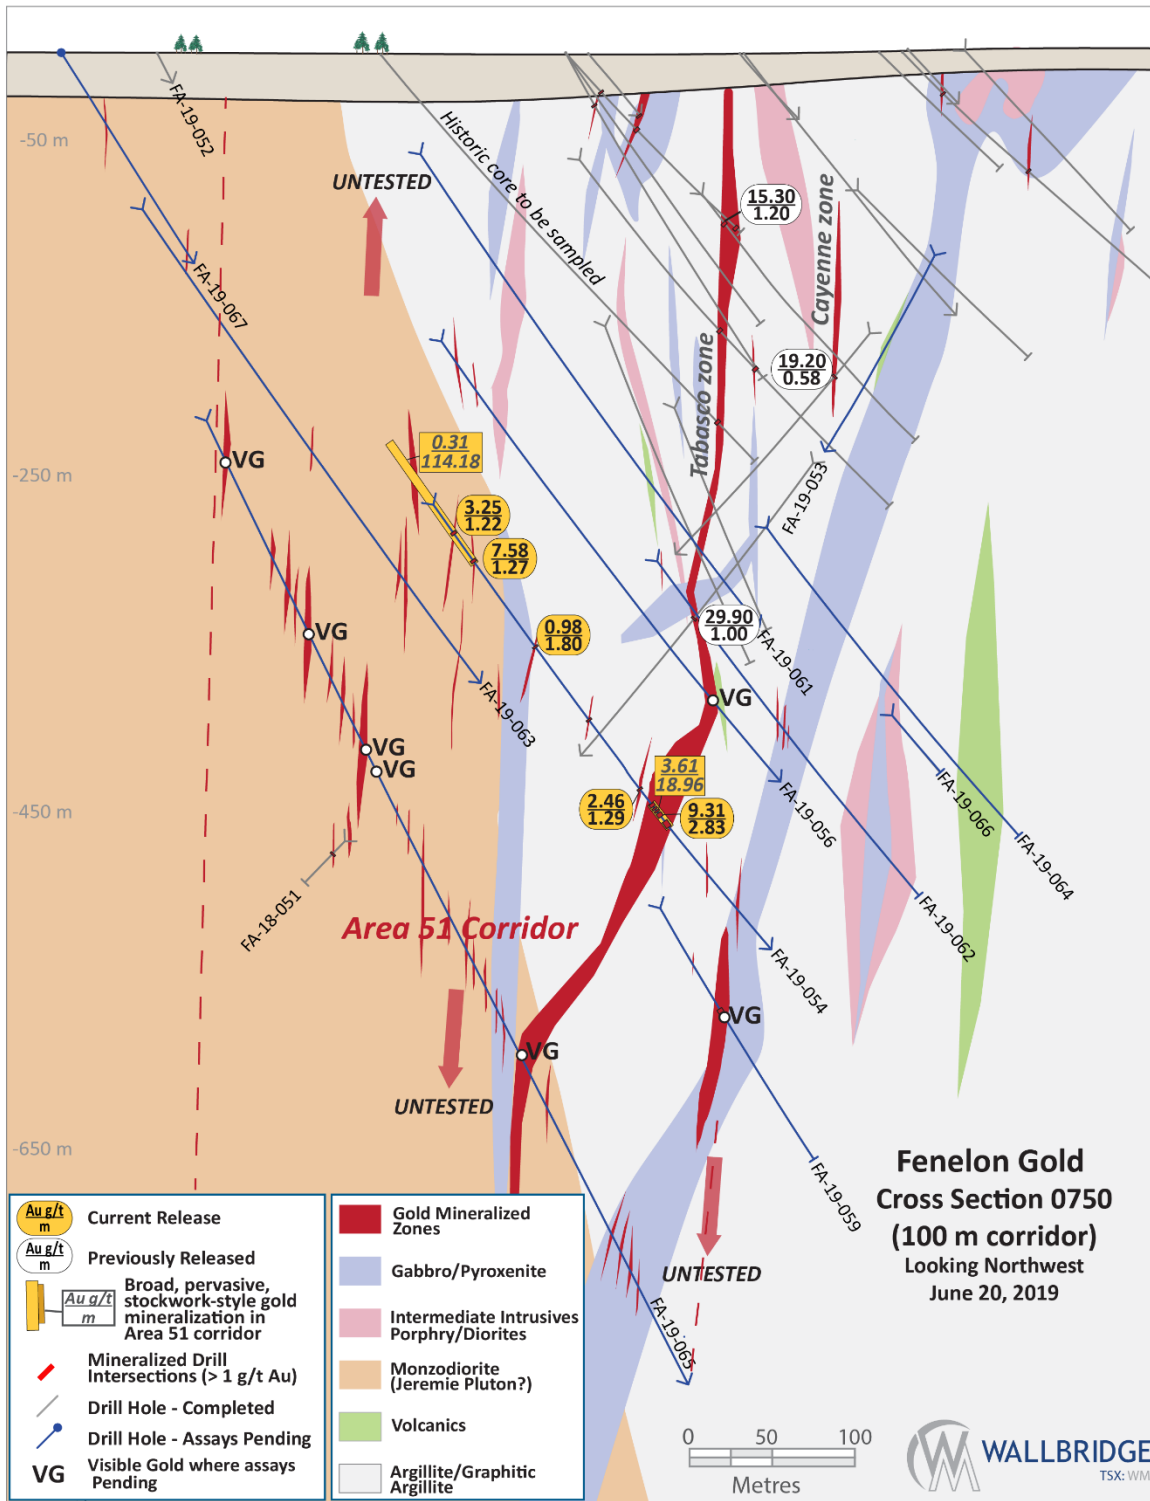 -50 m
-250 m
-450 m
-650 m
FA-19-052
FA-19-067
UNTESTED
Historic core to be sampled
15.30
1.20
Cayenne zone
Tabasco zone
19.20
0.58
VG
0.31
114.18
3.25
1.22
7.58
1.27
FA-19-053
0.98
1.80
29.90
1.00
VG
FA-19-061
FA-19-063
VG
VG
VG
3.61
18.96
2.46
1.29
9.31
2.83
FA-19-056
FA-19-066
FA-19-064
FA-18-051
Area 51 Corridor
FA-19-062
FA-19-054
VG
VG
UNTESTED
FA-19-059
UNTESTED
FA-19-065
Fenelon Gold
Cross Section 0750
(100 m corridor)
Looking Northwest
June 20, 2019
Au g/t
m
Current Release
Au g/t
m
Previously Released
Au g/t
m
Broad, pervasive,
stockwork-style gold
mineralization in
Area 51 corridor
Mineralized Drill
Intersections (> 1 g/t Au)
Drill Hole - Completed
Drill Hole - Assays Pending
VG
Visible Gold where assays
Pending
Gold Mineralized
Zones
Gabbro/Pyroxenite
Intermediate Intrusives
Porphry/Diorites
Monzodiorite
(Jeremie Pluton?)
Volcanics
Argillite/Graphitic
Argillite
0 50 100
Metres
WALLBRIDGE
TSX: WM